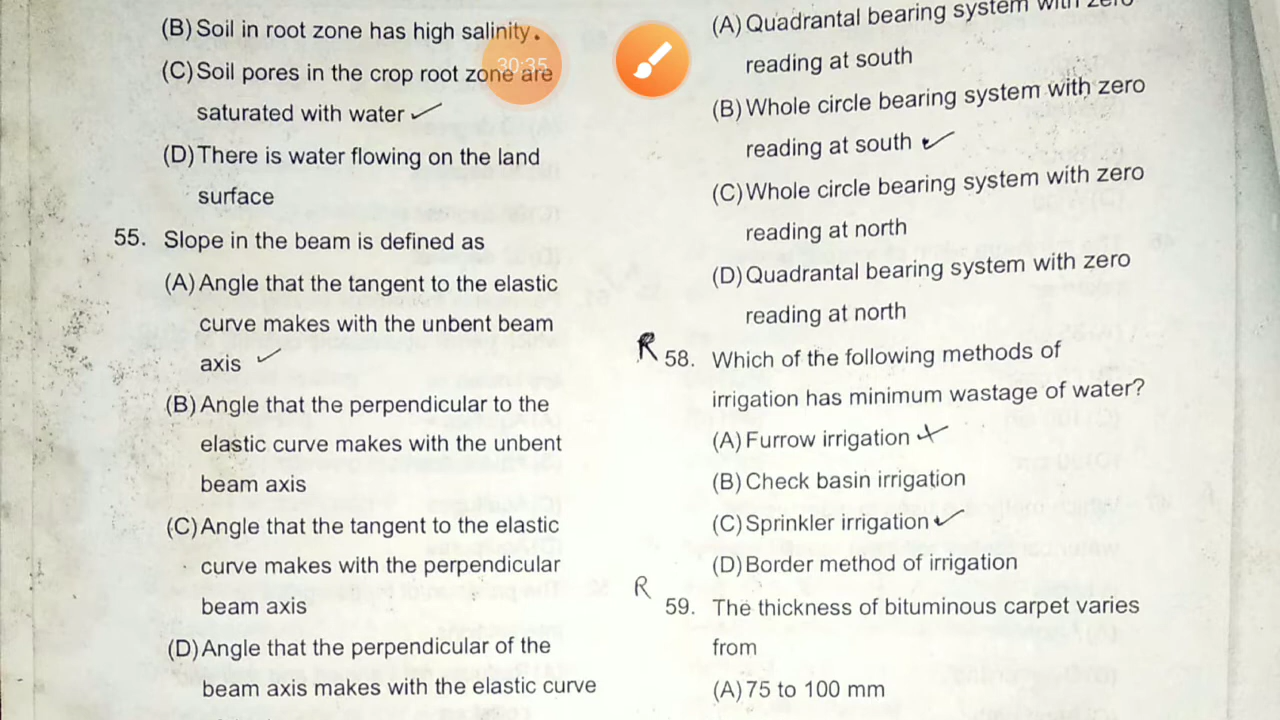 (B) Soil in root zone has high salinity.
(C) Soil pores in the crop root zone are
saturated with water
(D) There is water flowing on the land
surface
55. Slope in the beam is defined as
(A) Angle that the tangent to the elastic
curve makes with the unbent beam
axis
(B) Angle that the perpendicular to the
elastic curve makes with the unbent
beam axis
(C) Angle that the tangent to the elastic
curve makes with the perpendicular
beam axis
(D) Angle that the perpendicular of the
beam axis makes with the elastic curve
30:35
(A) Quadrantal bearing system with zero
reading at south
(B) Whole circle bearing system with zero
reading at south
(C) Whole circle bearing system with zero
reading at north
(D) Quadrantal bearing system with zero
reading at north
R 58. Which of the following methods of
irrigation has minimum wastage of water?
(A) Furrow irrigation
(B) Check basin irrigation
(C) Sprinkler irrigation
(D) Border method of irrigation
R
59. The thickness of bituminous carpet varies
from
(A) 75 to 100 mm